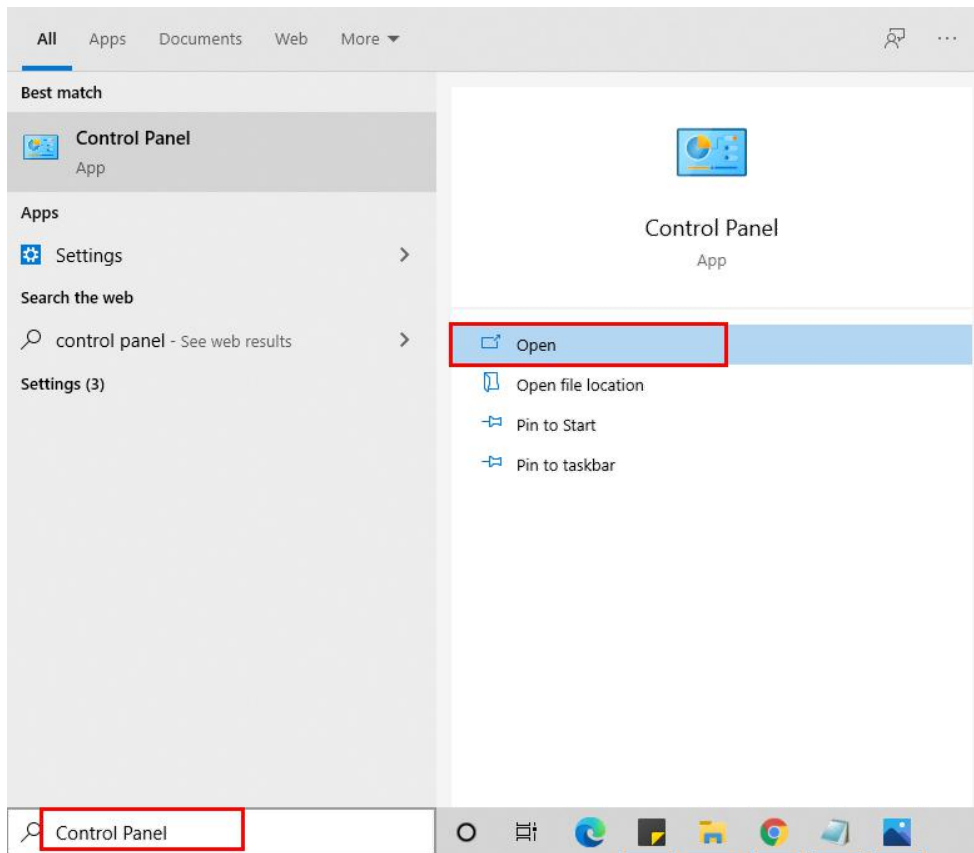 All Apps Documents Web More
Best match
Control Panel
App
Apps
Settings
Search the web
control panel - See web results
Settings (3)
Control Panel
App
Open
Open file location
Pin to Start
Pin to taskbar
Control Panel